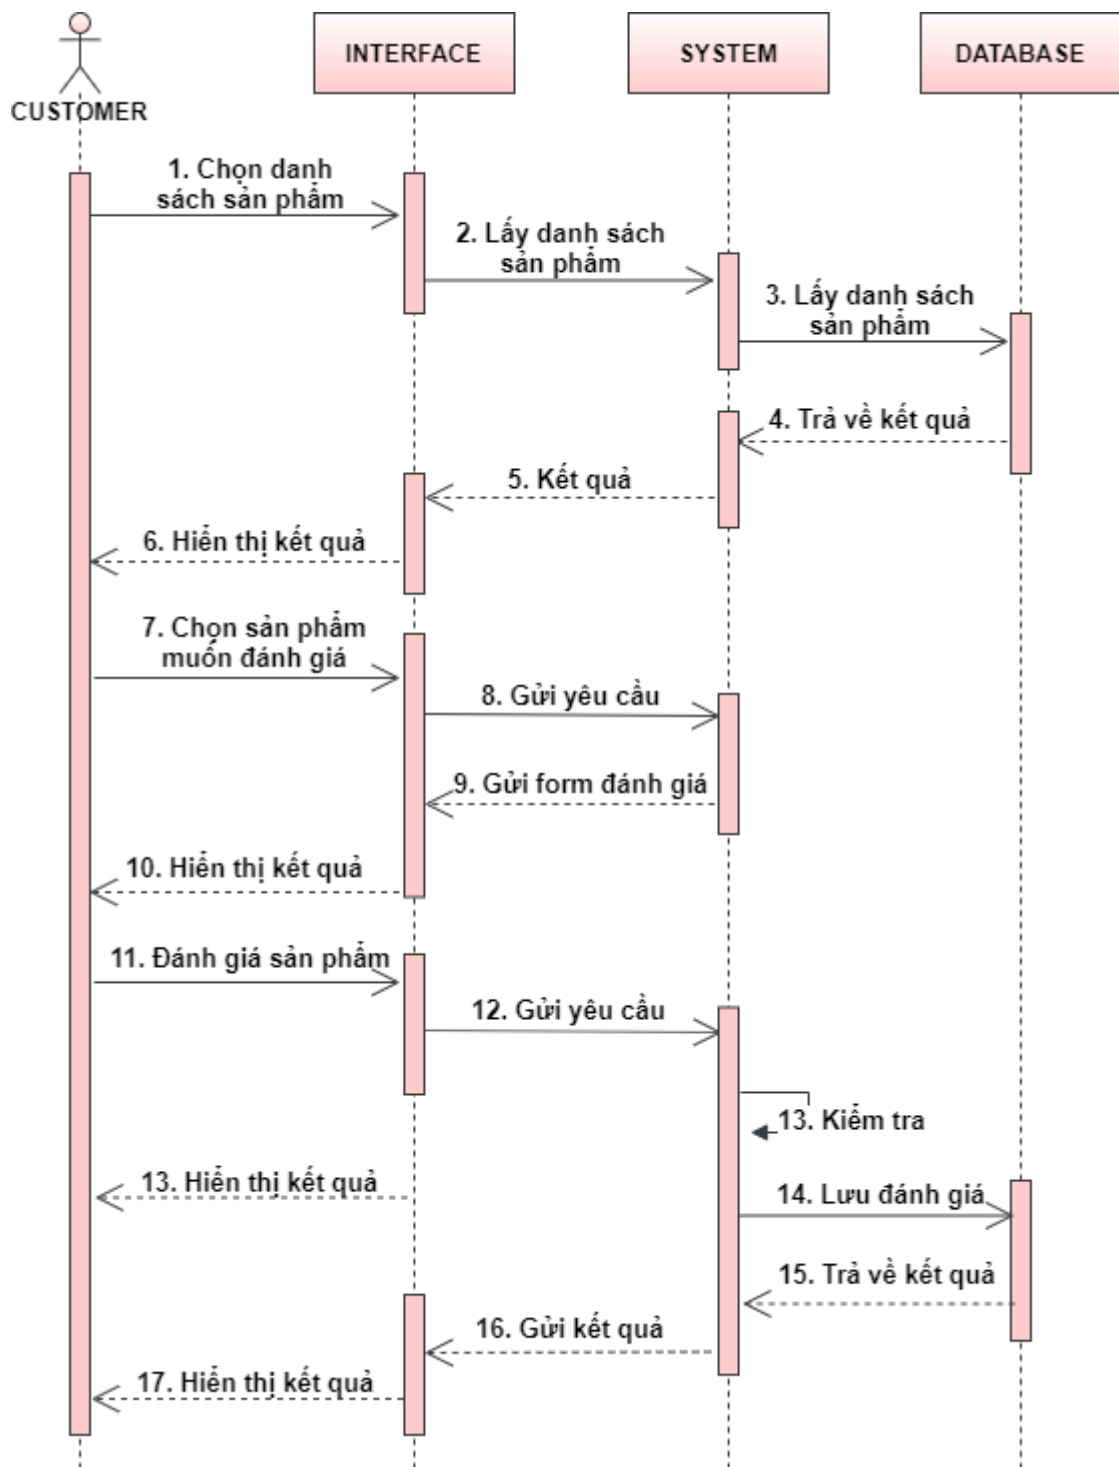 CUSTOMER
INTERFACE
SYSTEM
DATABASE
1. Chọn danh
sách sản phẩm
2. Lấy danh sách
sản phẩm
3. Lấy danh sách
sản phẩm
4. Trả về kết quả
5. Kết quả
6. Hiển thị kết quả
7. Chọn sản phẩm
muốn đánh giá
8. Gửi yêu cầu
9. Gửi form đánh giá
10. Hiển thị kết quả
11. Đánh giá sản phẩm
12. Gửi yêu cầu
13. Kiểm tra
13. Hiển thị kết quả
14. Lưu đánh giá
15. Trả về kết quả
16. Gửi kết quả
17. Hiển thị kết quả